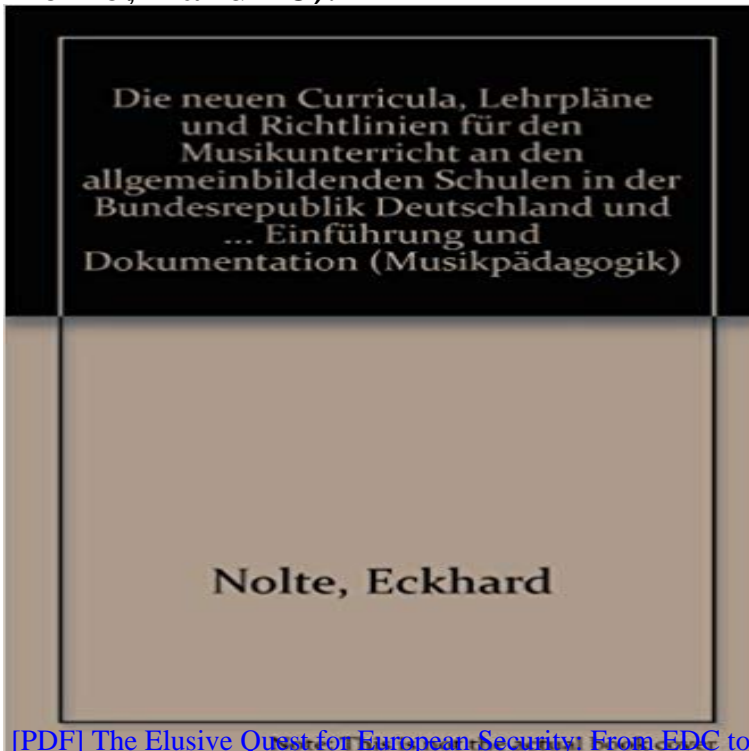 Die neuen Curricula, Lehrpläne
und Richtlinien für den
Musikunterricht an den
allgemeinbildenden Schulen in der
Bundesrepublik Deutschland und
... Einführung und
Dokumentation (Musikpädagogik)
Nolte, Eckhard
[PDF] The Elusive Quest for European Security: From EDC to